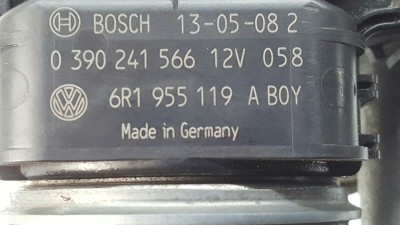 BOSCH 13-05-08 2
0 390 241 566 12V 058
6R1 955 119 A BOY
Made in Germany